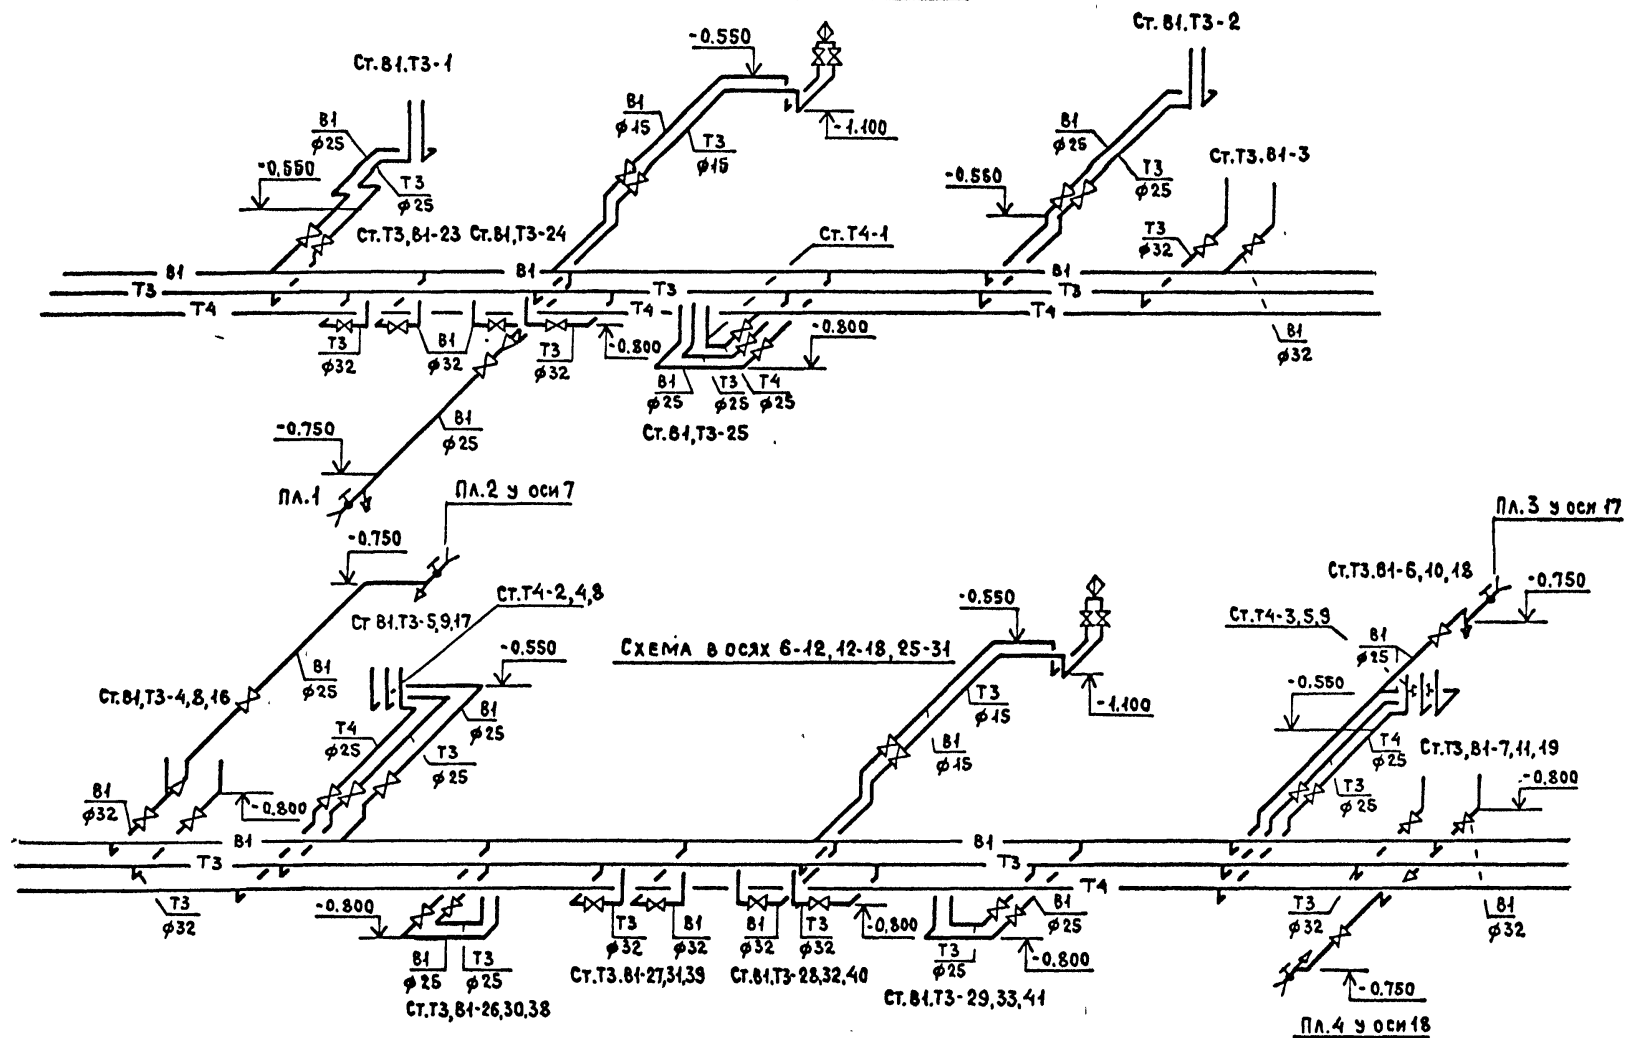 Ст.В1,Т3-1
-0.550
Ст.В1,Т3-2
В1
ф25
-0.550
Т3
ф25
В1
ф15
Т3
ф15
-1.100
В1
ф25
Т3
ф25
-0.550
Ст.Т3,В1-3
Т3
ф32
Ст.Т3,В1-23
Ст.В1,Т3-24
Ст.Т4-1
В1
В1
В1
Т3
Т3
Т3
Т4
Т4
Т4
Т3
ф32
В1
ф32
Т3
ф32
-0.800
-0.800
В1
ф25
Т3
ф25
Т4
ф25
В1
ф32
Ст.В1,Т3-25
В1
ф25
-0.750
Пл.1
Пл.2 у оси 7
Пл.3 у оси 17
-0.750
Ст В1,Т3-5,9,17
Ст.Т4-2,4,8
-0.550
Схема в осях 6-12, 12-18, 25-31
-0.550
Ст.Т3,В1-6,10,18
-0.750
Ст.Т4-3,5,9
В1
ф25
В1
ф25
Ст.В1,Т3-4,8,16
Т4
ф25
В1
ф25
Т3
ф25
Т3
ф15
В1
ф15
-1.100
-0.550
Т4
ф25
Т3
ф25
Ст.Т3,В1-7,11,19
-0.800
В1
ф32
-0.800
В1
В1
Т3
Т3
Т4
Т3
ф32
-0.800
В1
ф25
Т3
ф25
Ст.Т3,В1-26,30,38
Т3
ф32
В1
ф32
Ст.Т3,В1-27,31,39
В1
ф32
Т3
ф32
-0.800
Ст.В1,Т3-28,32,40
Т3
ф25
В1
ф25
-0.800
Ст.В1,Т3-29,33,41
Т3
ф32
В1
ф32
-0.750
Пл.4 у оси 18